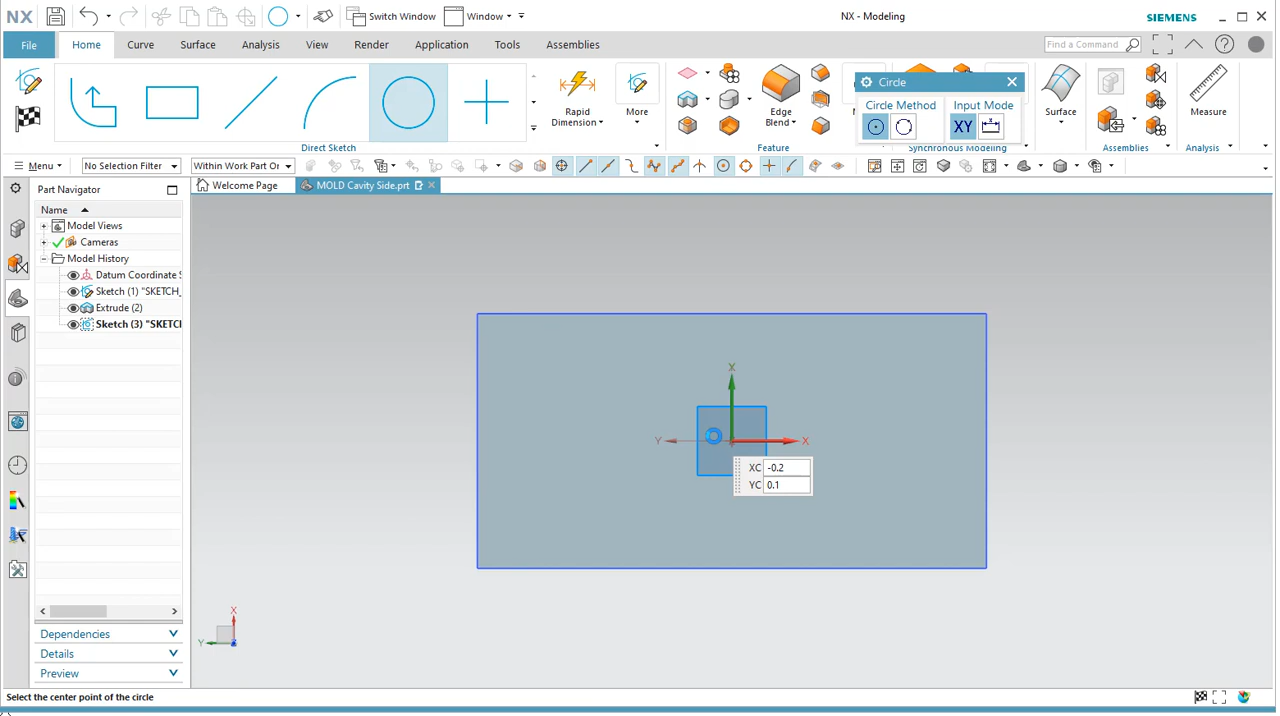 NX
Switch Window
Window
NX - Modeling
SIEMENS
File
Home
Curve
Surface
Analysis
View
Render
Application
Tools
Assemblies
Find a Command
Rapid
Dimension
More
Direct Sketch
Edge
Blend
Feature
Circle
Circle Method
Input Mode
XY
Synchronous Modeling
Surface
Assemblies
Measure
Analysis
Menu
No Selection Filter
Within Work Part Or
Part Navigator
Welcome Page
MOLD Cavity Side.prt
Name
Model Views
Cameras
Model History
Datum Coordinate S
Sketch (1) "SKETCH_
Extrude (2)
Sketch (3) "SKETCH
X
Y
X
XC -0.2
YC 0.1
X
Y
Dependencies
Details
Preview
Select the center point of the circle